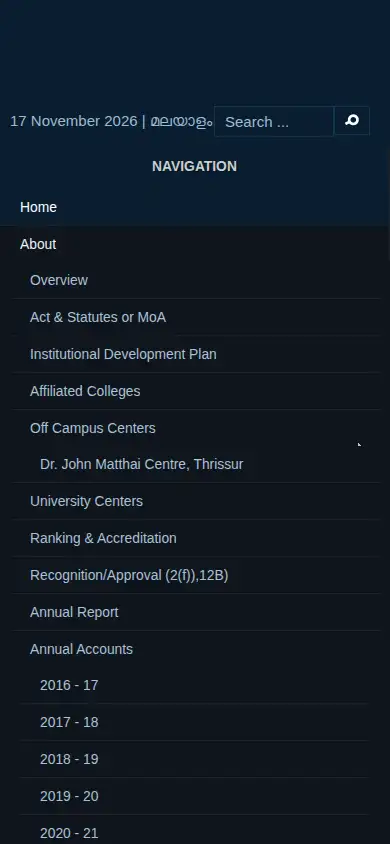 17 November 2026 | മലയാളം Search ...
NAVIGATION
Home
About
Overview
Act & Statutes or MoA
Institutional Development Plan
Affiliated Colleges
Off Campus Centers
Dr. John Matthai Centre, Thrissur
University Centers
Ranking & Accreditation
Recognition/Approval (2(f)),12B)
Annual Report
Annual Accounts
2016 - 17
2017 - 18
2018 - 19
2019 - 20
2020 - 21